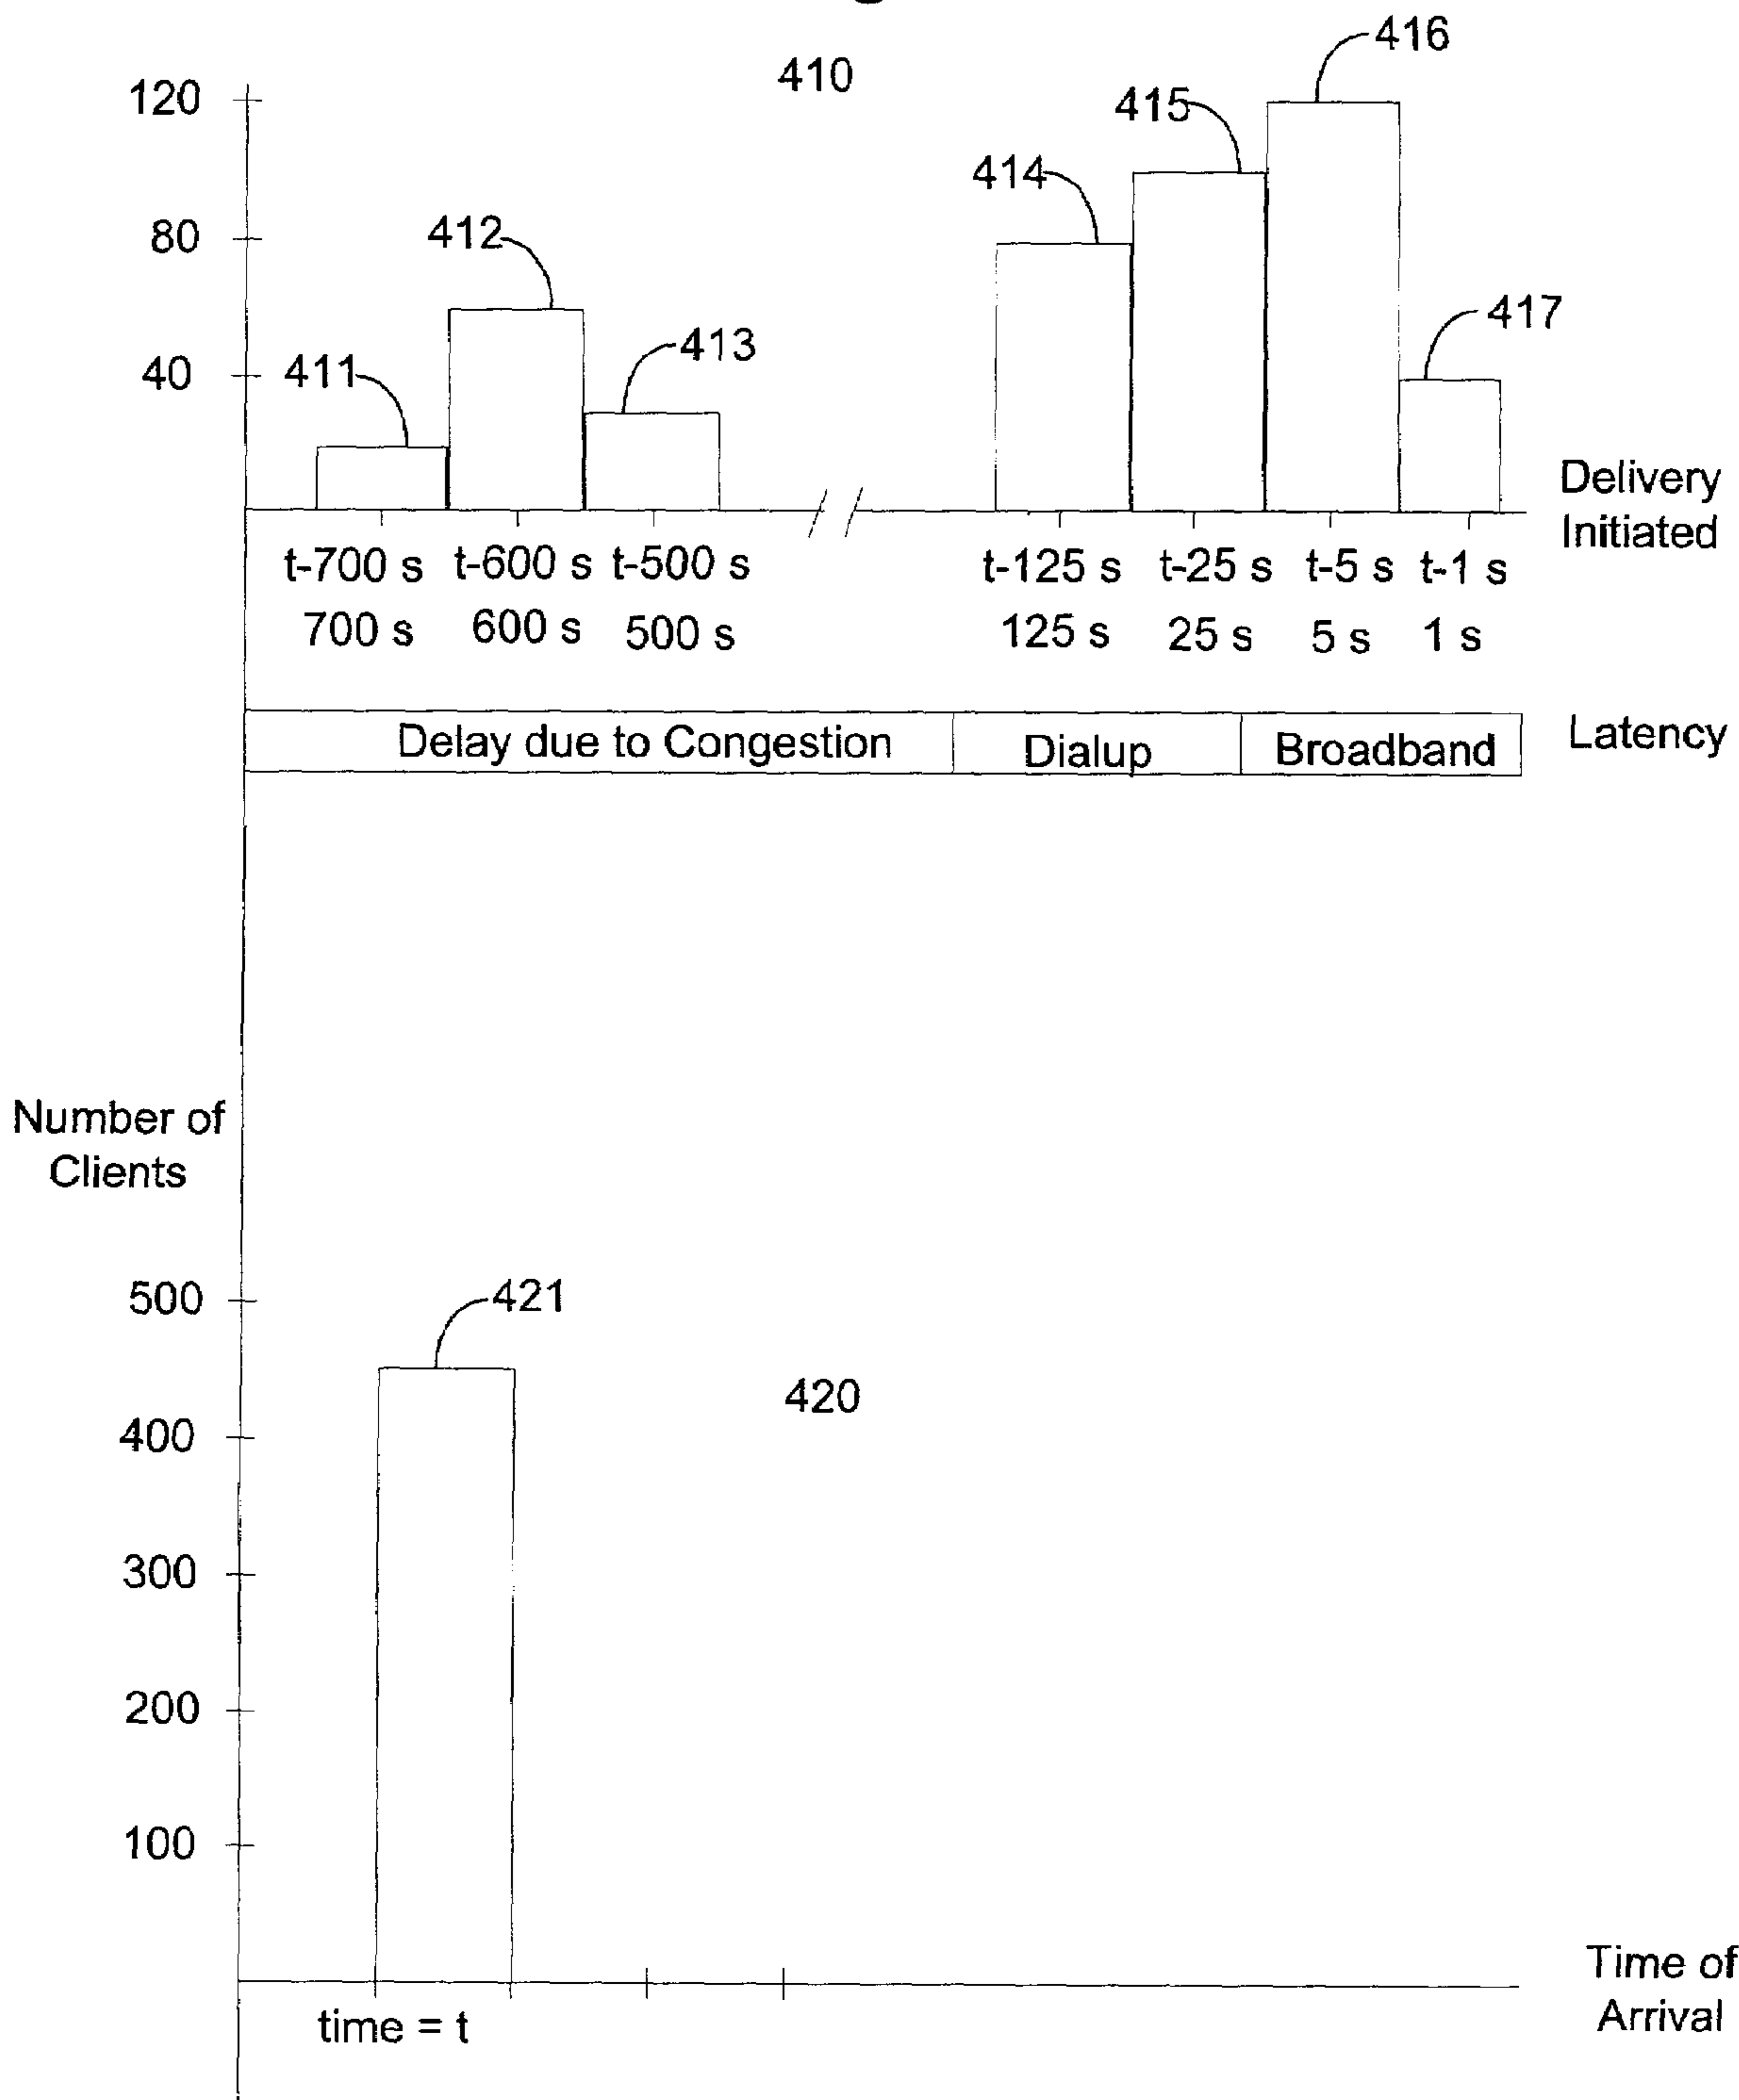 410
416
120
415
414
80
412
417
413
40
411
Delivery
Initiated
t-700 s t-600 s t-500 s t-125 s t-25 s t-5 s t-1 s
700 s 600 s 500 s 125 s 25 s 5 s 1 s
Delay due to Congestion Dialup Broadband Latency
Number of
Clients
500
421
420
400
300
200
100
Time of
Arrival
time = t